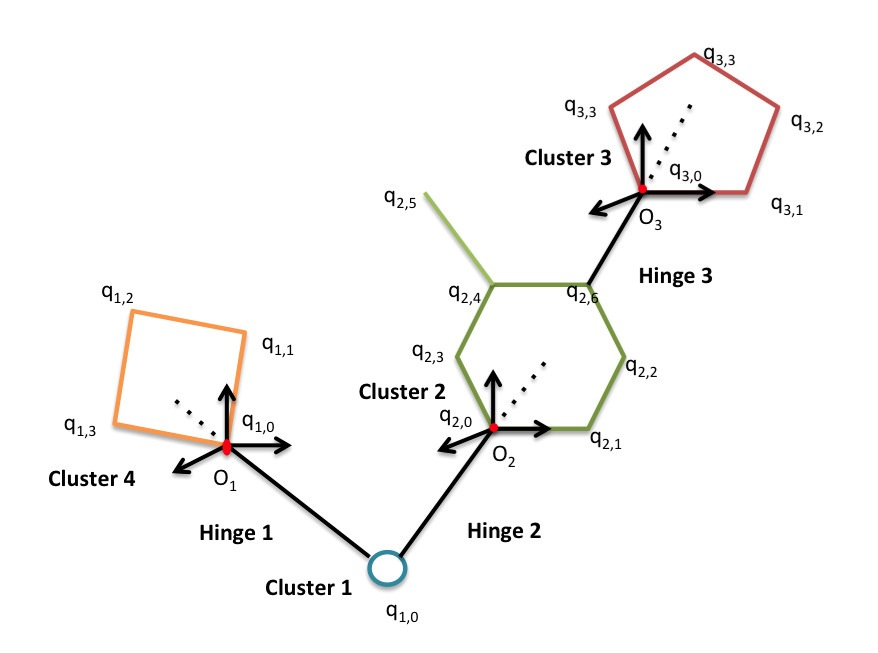 q3,3
q3,3
q3,2
Cluster 3
q3,0
q3,1
O3
q2,5
Hinge 3
q1,2
q2,4
q2,6
q1,1
q2,3
q2,2
Cluster 2
q1,3
q1,0
q2,0
q2,1
O2
Cluster 4
O1
Hinge 1
Hinge 2
Cluster 1
q1,0